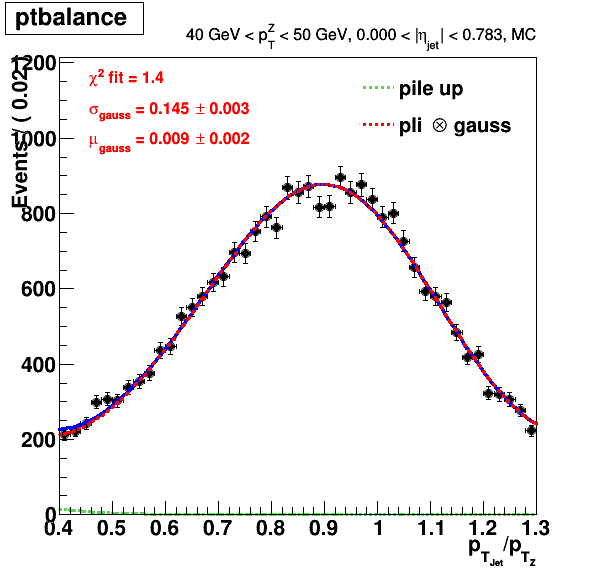 ptbalance
40 GeV < p_T^Z < 50 GeV, 0.000 < |η_jet| < 0.783, MC
Events / ( 0.02 )
χ² fit = 1.4
σ_gauss = 0.145 ± 0.003
μ_gauss = 0.009 ± 0.002
pile up
pli ⊗ gauss
1200
1000
800
600
400
200
0
0.4 0.5 0.6 0.7 0.8 0.9 1 1.1 1.2 1.3
p_T_Jet/p_T_Z